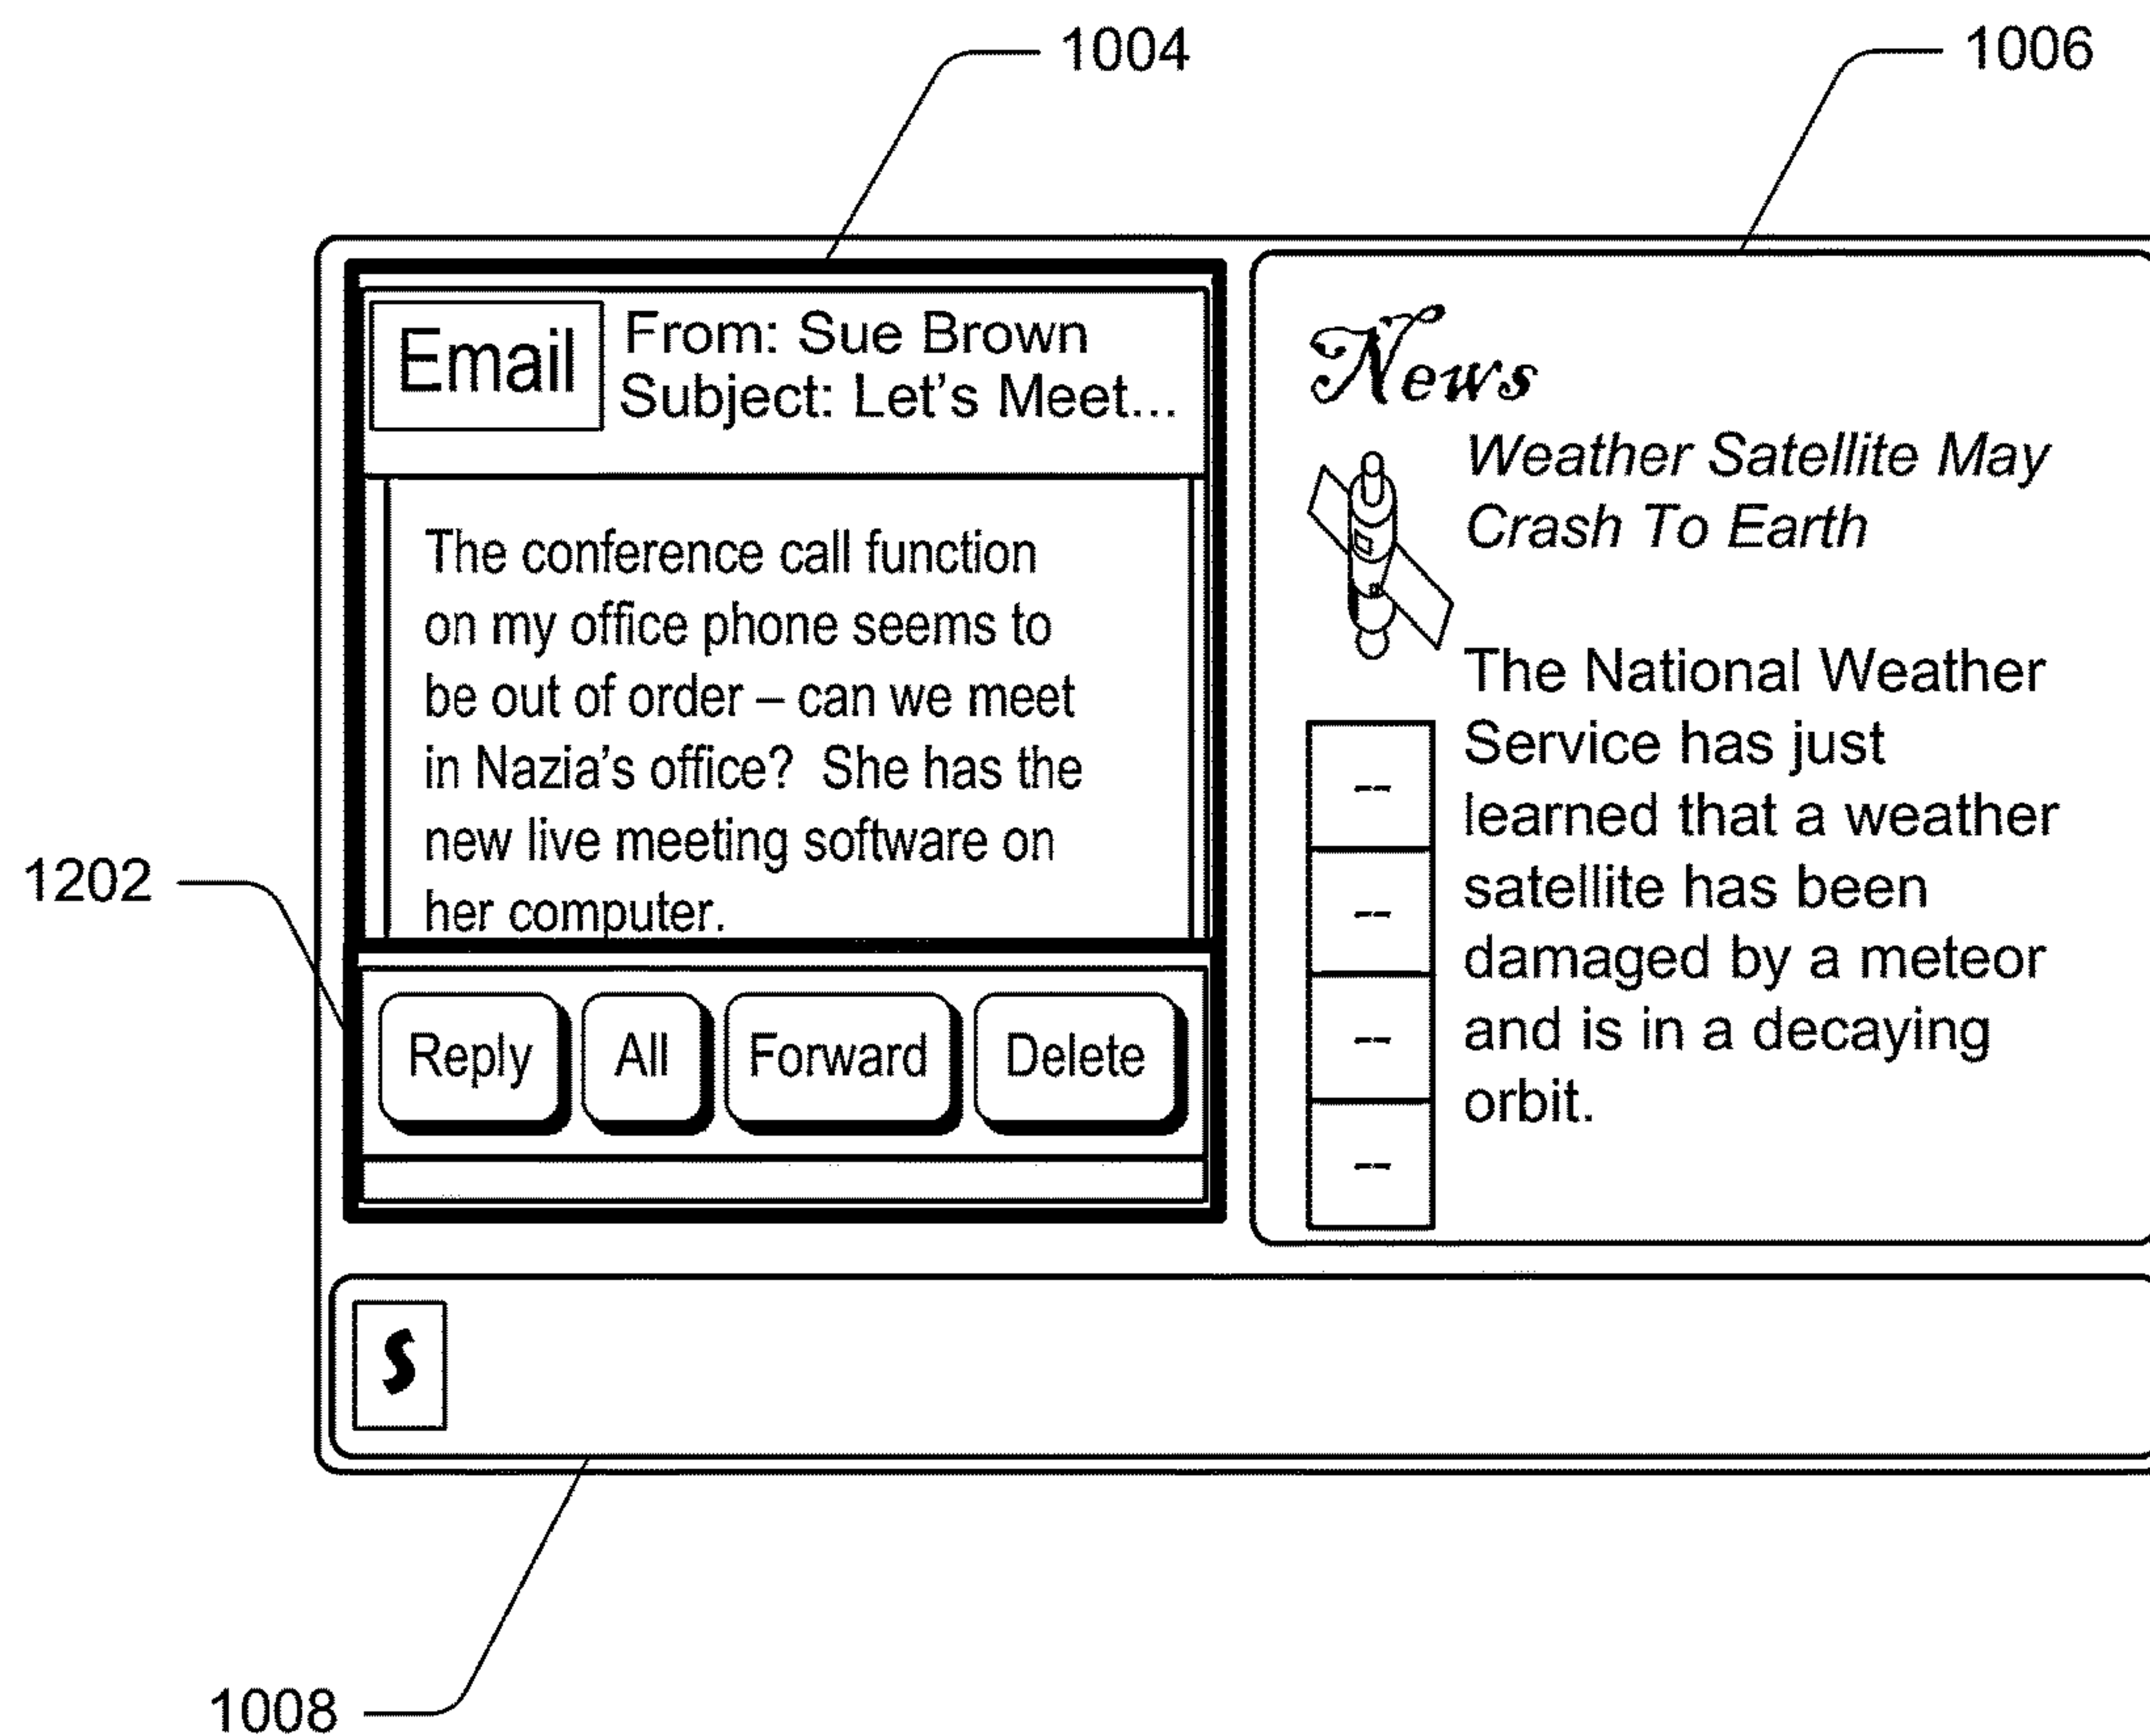 1004
1006
Email
From: Sue Brown
Subject: Let's Meet...
The conference call function
on my office phone seems to
be out of order – can we meet
in Nazia's office?  She has the
new live meeting software on
her computer.
1202
Reply
All
Forward
Delete
News
Weather Satellite May
Crash To Earth
The National Weather
Service has just
learned that a weather
satellite has been
damaged by a meteor
and is in a decaying
orbit.
--
--
--
--
S
1008